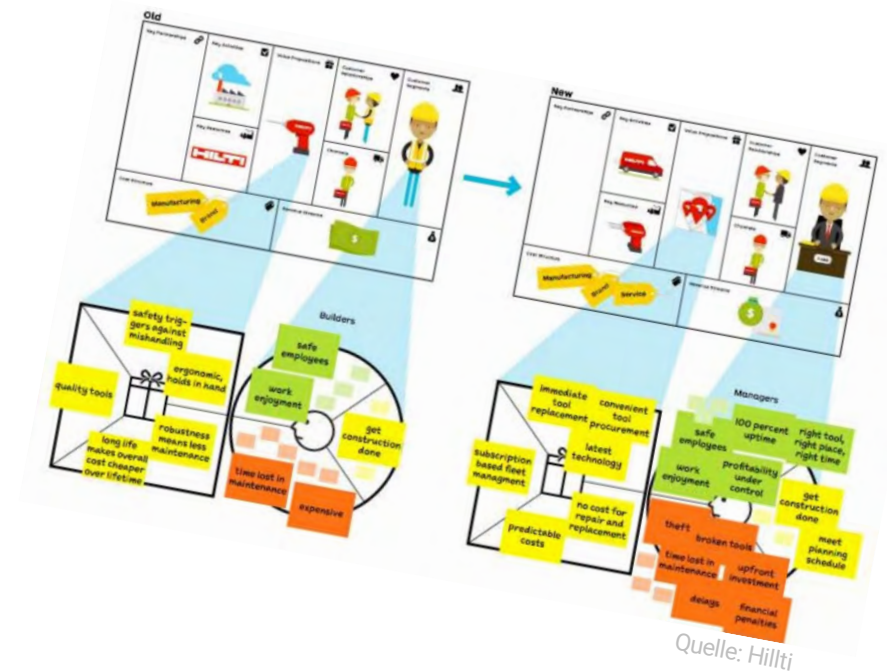 Old
Key Partnerships
Key Activities
Value Propositions
Customer
Relationships
Customer
Segments
Key Resources
HILTI
Channels
Cost Structure
Manufacturing
Brand
Revenue Streams
$
New
Key Partnerships
Key Activities
Value Propositions
Customer
Relationships
Customer
Segments
Key Resources
Channels
Cost Structure
Manufacturing
Brand
Service
Revenue Streams
$
safety trig-
gers against
mishandling
ergonomic,
holds in hand
quality tools
robustness
means less
maintenance
long life
makes overall
cost cheaper
over lifetime
Builders
safe
employees
work
enjoyment
get
construction
done
time lost in
maintenance
expensive
immediate
tool
replacement
convenient
tool
procurement
latest
technology
subscription
based fleet
managment
no cost for
repair and
replacement
predictable
costs
Managers
safe
employees
100 percent
uptime
right tool,
right place,
right time
work
enjoyment
profitability
under
control
get
construction
done
meet
planning
schedule
theft
broken tools
time lost in
maintenance
upfront
investment
delays
financial
penalties
Quelle: Hillti